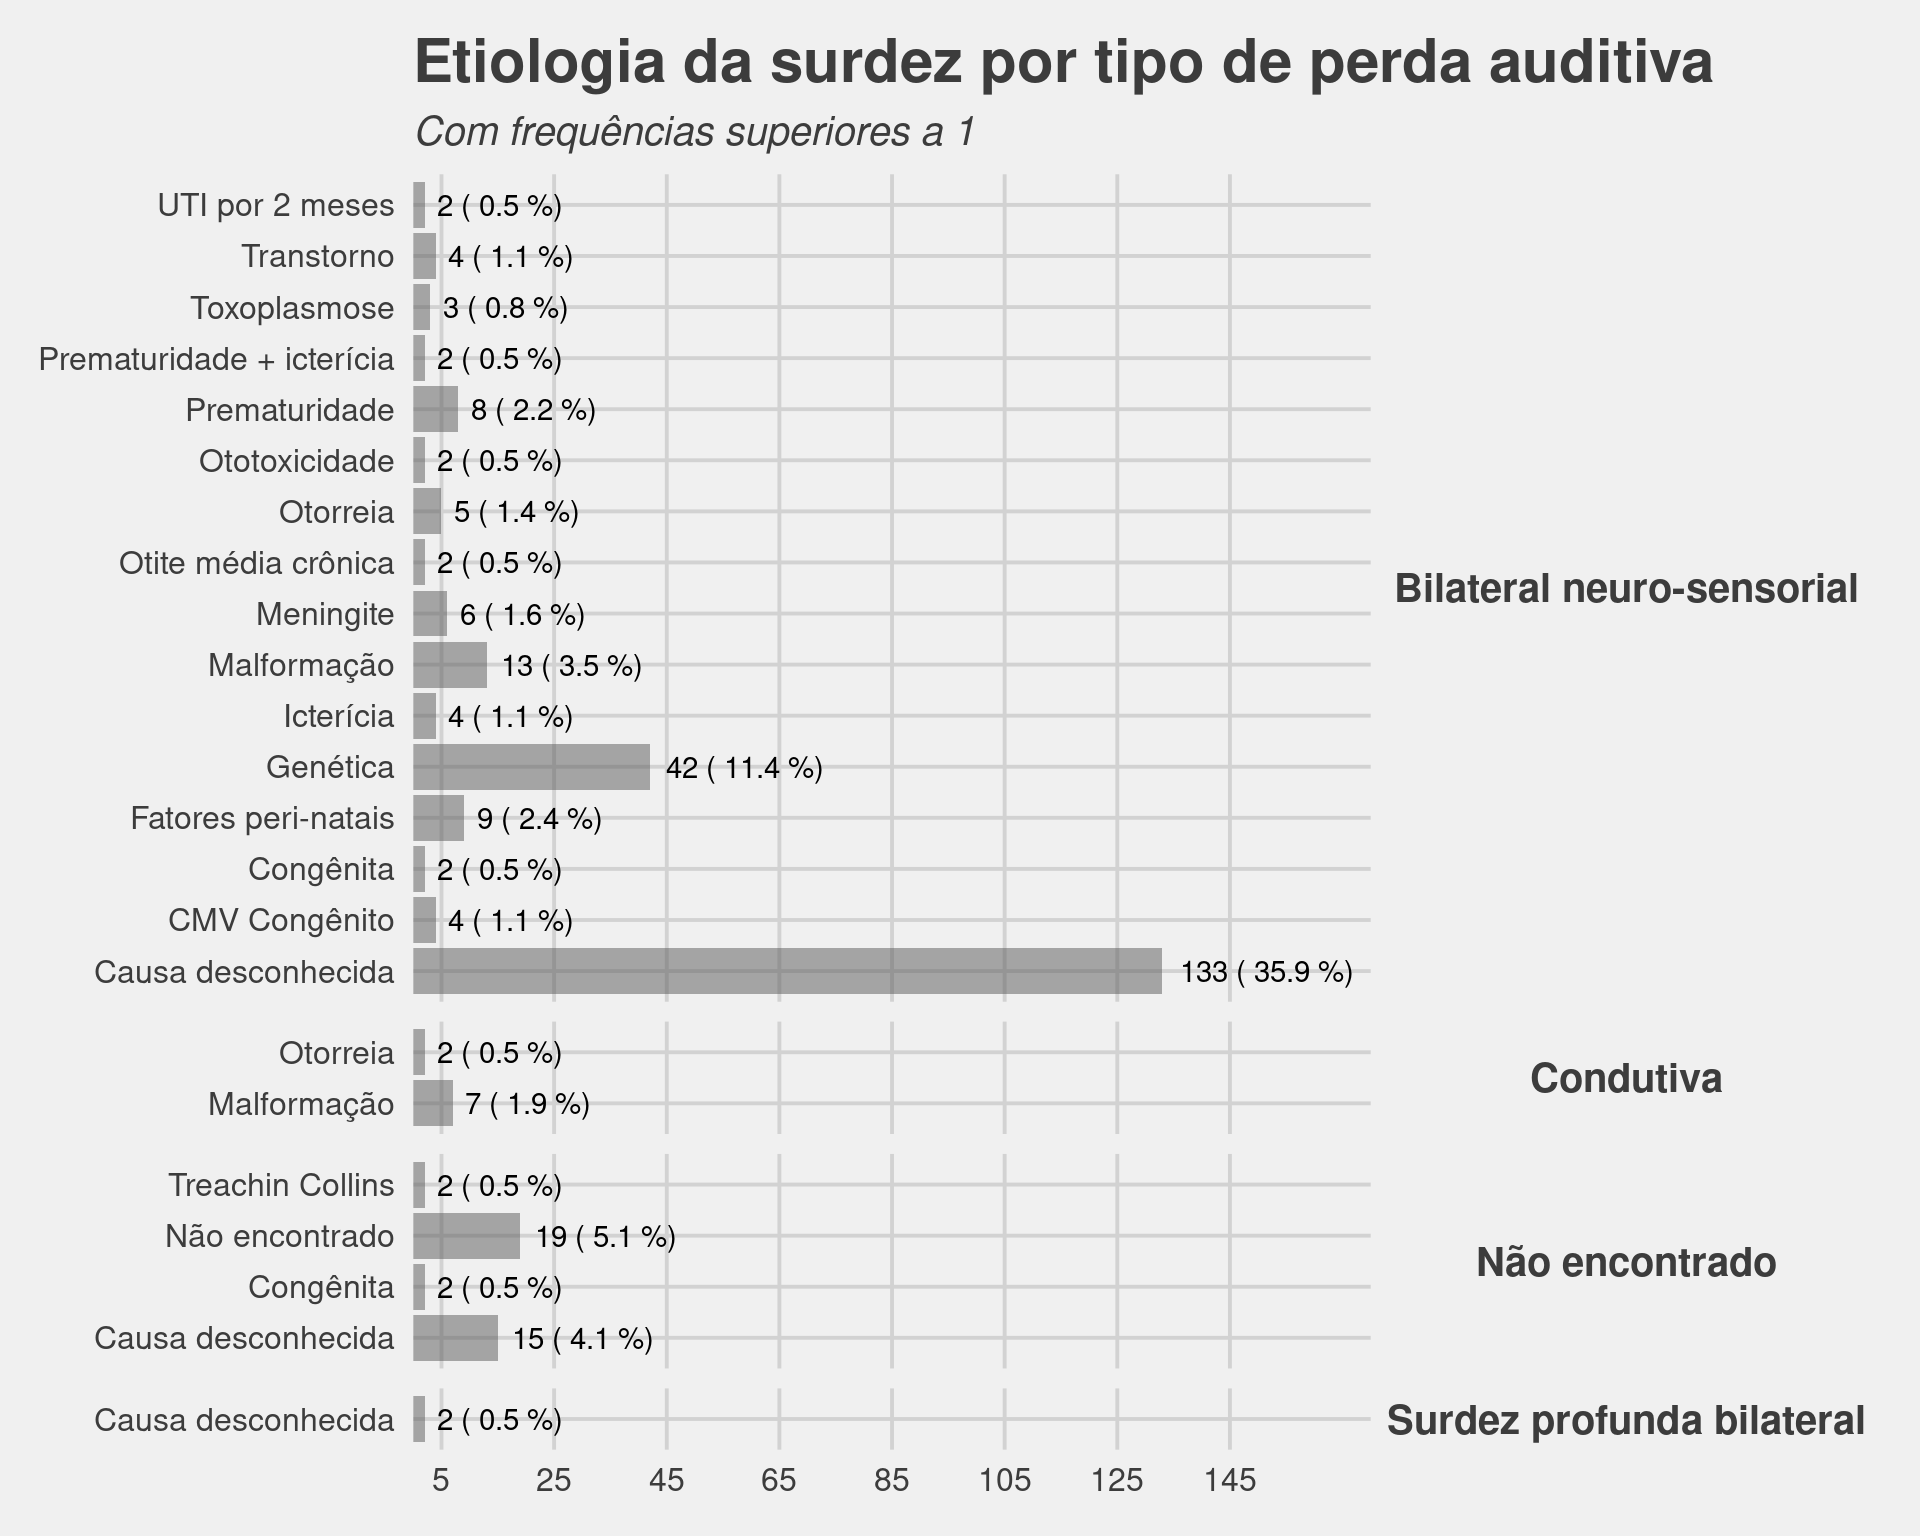 Etiologia da surdez por tipo de perda auditiva
Com frequências superiores a 1
UTI por 2 meses 2 ( 0.5 %)
Transtorno 4 ( 1.1 %)
Toxoplasmose 3 ( 0.8 %)
Prematuridade + icterícia 2 ( 0.5 %)
Prematuridade 8 ( 2.2 %)
Ototoxicidade 2 ( 0.5 %)
Otorreia 5 ( 1.4 %)
Otite média crônica 2 ( 0.5 %)
Bilateral neuro-sensorial
Meningite 6 ( 1.6 %)
Malformação 13 ( 3.5 %)
Icterícia 4 ( 1.1 %)
Genética 42 ( 11.4 %)
Fatores peri-natais 9 ( 2.4 %)
Congênita 2 ( 0.5 %)
CMV Congênito 4 ( 1.1 %)
Causa desconhecida 133 ( 35.9 %)
Otorreia 2 ( 0.5 %)
Condutiva
Malformação 7 ( 1.9 %)
Treachin Collins 2 ( 0.5 %)
Não encontrado 19 ( 5.1 %)
Não encontrado
Congênita 2 ( 0.5 %)
Causa desconhecida 15 ( 4.1 %)
Causa desconhecida 2 ( 0.5 %) Surdez profunda bilateral
5 25 45 65 85 105 125 145